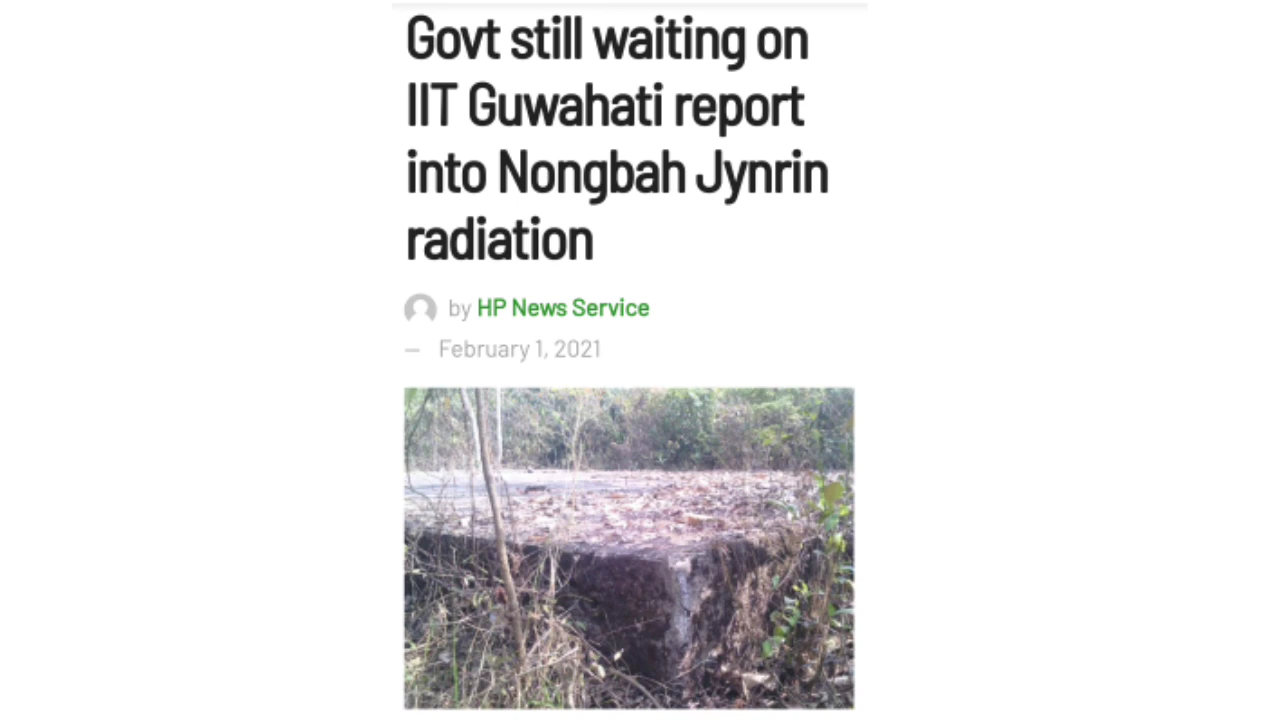 Govt still waiting on
IIT Guwahati report
into Nongbah Jynrin
radiation
by HP News Service
— February 1, 2021